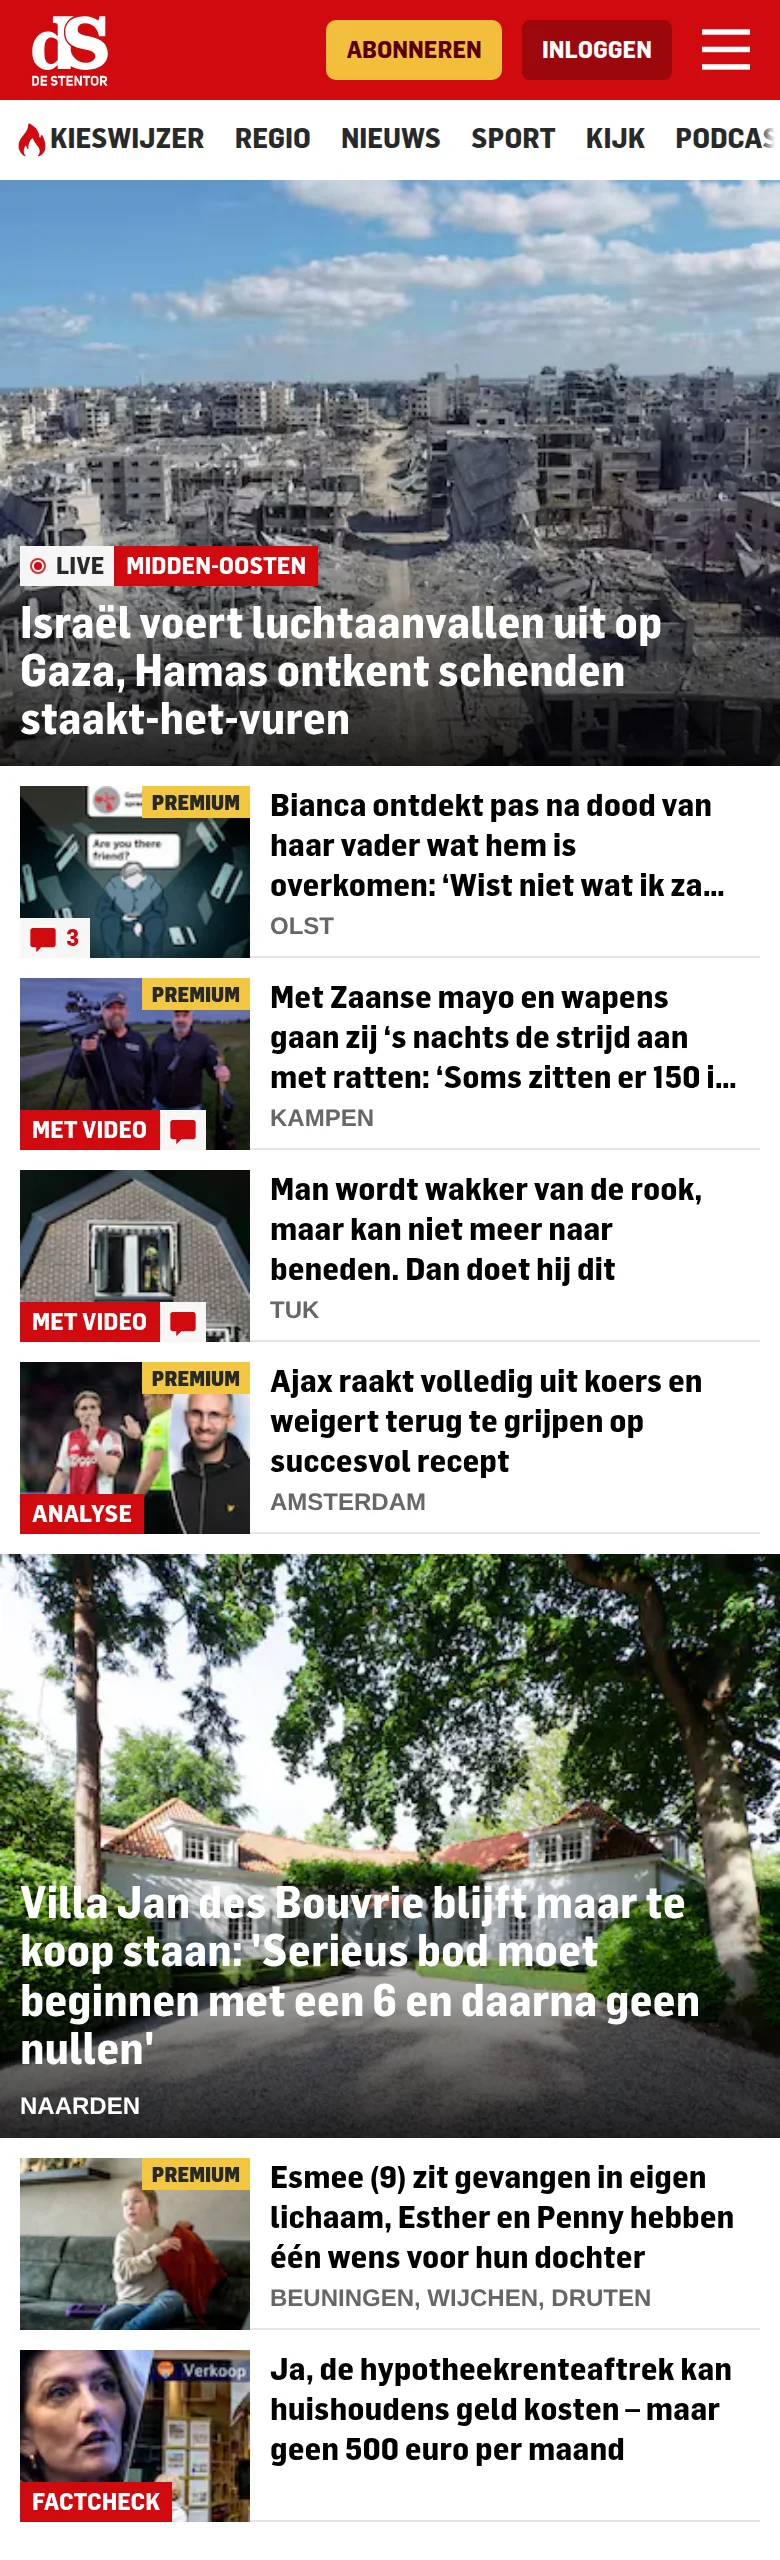 dS
DE STENTOR
ABONNEREN
INLOGGEN
KIESWIJZER REGIO NIEUWS SPORT KIJK PODCAS
LIVE MIDDEN-OOSTEN
Israël voert luchtaanvallen uit op
Gaza, Hamas ontkent schenden
staakt-het-vuren
PREMIUM
Are you there
friend?
3
Bianca ontdekt pas na dood van
haar vader wat hem is
overkomen: ‘Wist niet wat ik za...
OLST
PREMIUM
MET VIDEO
Met Zaanse mayo en wapens
gaan zij ‘s nachts de strijd aan
met ratten: ‘Soms zitten er 150 i...
KAMPEN
MET VIDEO
Man wordt wakker van de rook,
maar kan niet meer naar
beneden. Dan doet hij dit
TUK
PREMIUM
ANALYSE
Ajax raakt volledig uit koers en
weigert terug te grijpen op
succesvol recept
AMSTERDAM
Villa Jan des Bouvrie blijft maar te
koop staan: 'Serieus bod moet
beginnen met een 6 en daarna geen
nullen'
NAARDEN
PREMIUM
Esmee (9) zit gevangen in eigen
lichaam, Esther en Penny hebben
één wens voor hun dochter
BEUNINGEN, WIJCHEN, DRUTEN
Verkoop
FACTCHECK
Ja, de hypotheekrenteaftrek kan
huishoudens geld kosten – maar
geen 500 euro per maand